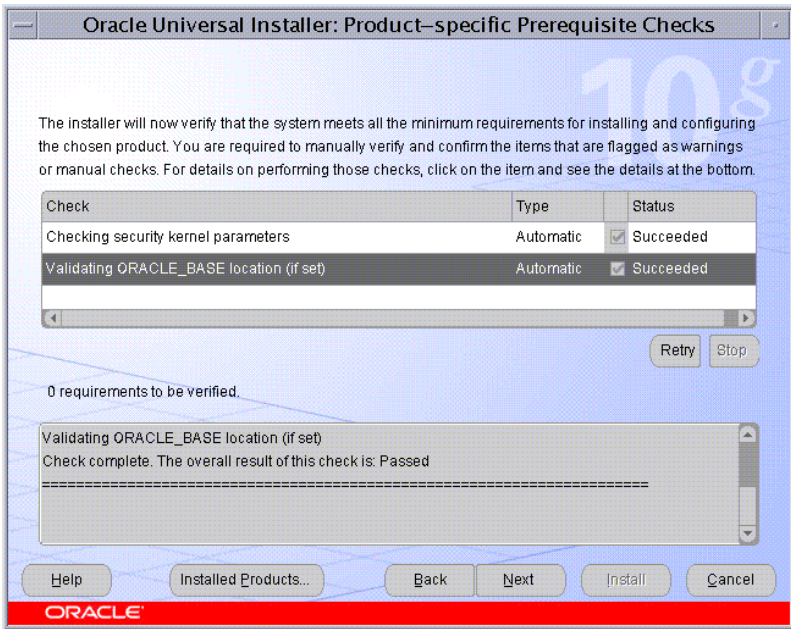 Oracle Universal Installer: Product-specific Prerequisite Checks
10g
The installer will now verify that the system meets all the minimum requirements for installing and configuring
the chosen product. You are required to manually verify and confirm the items that are flagged as warnings
or manual checks. For details on performing those checks, click on the item and see the details at the bottom.
Check Type Status
Checking security kernel parameters Automatic Succeeded
Validating ORACLE_BASE location (if set) Automatic Succeeded
Retry Stop
0 requirements to be verified.
Validating ORACLE_BASE location (if set)
Check complete. The overall result of this check is: Passed
========================================================================
Help Installed Products... Back Next Install Cancel
ORACLE